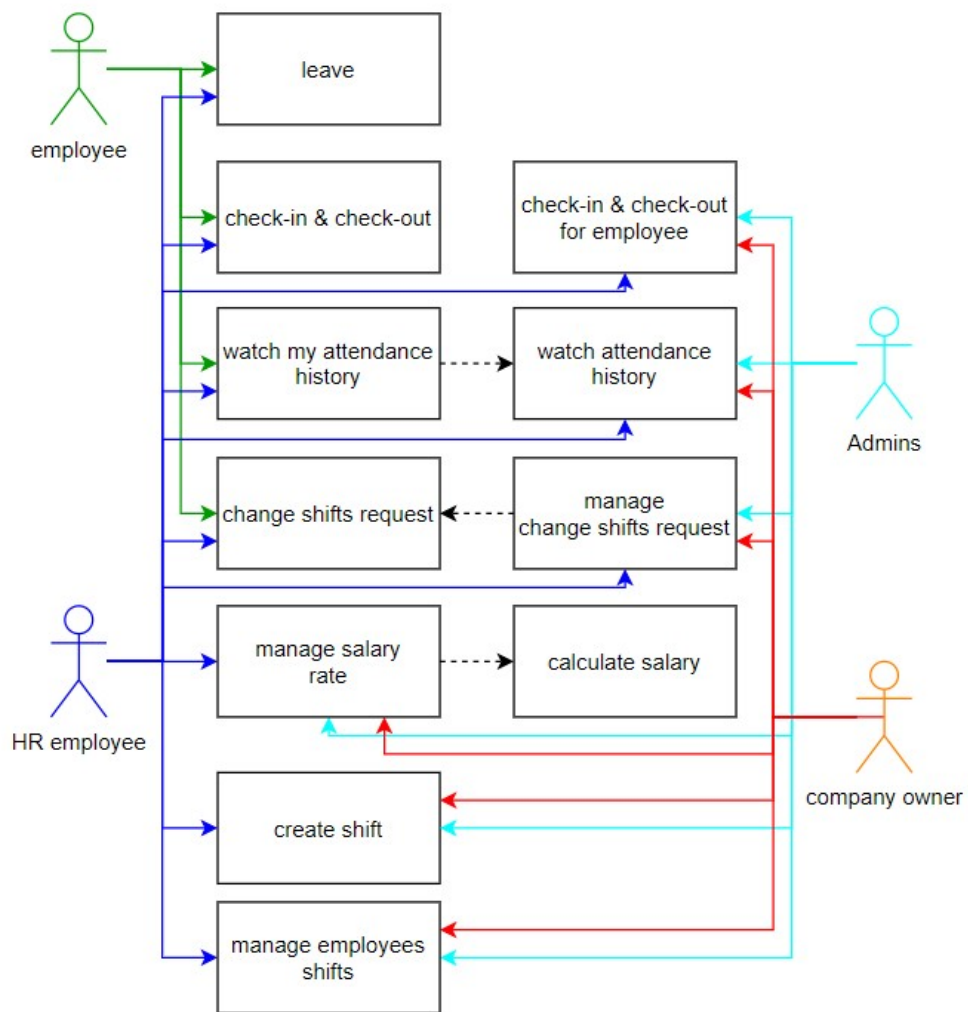 leave
employee
check-in & check-out
check-in & check-out
for employee
watch my attendance
history
watch attendance
history
Admins
change shifts request
manage
change shifts request
manage salary
rate
calculate salary
HR employee
company owner
create shift
manage employees
shifts